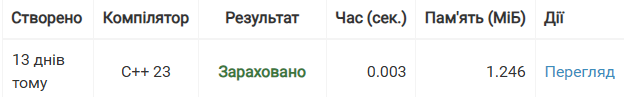 Створено Компілятор Результат Час (сек.) Пам'ять (МіБ) Дії
13 днів тому C++ 23 Зараховано 0.003 1.246 Перегляд